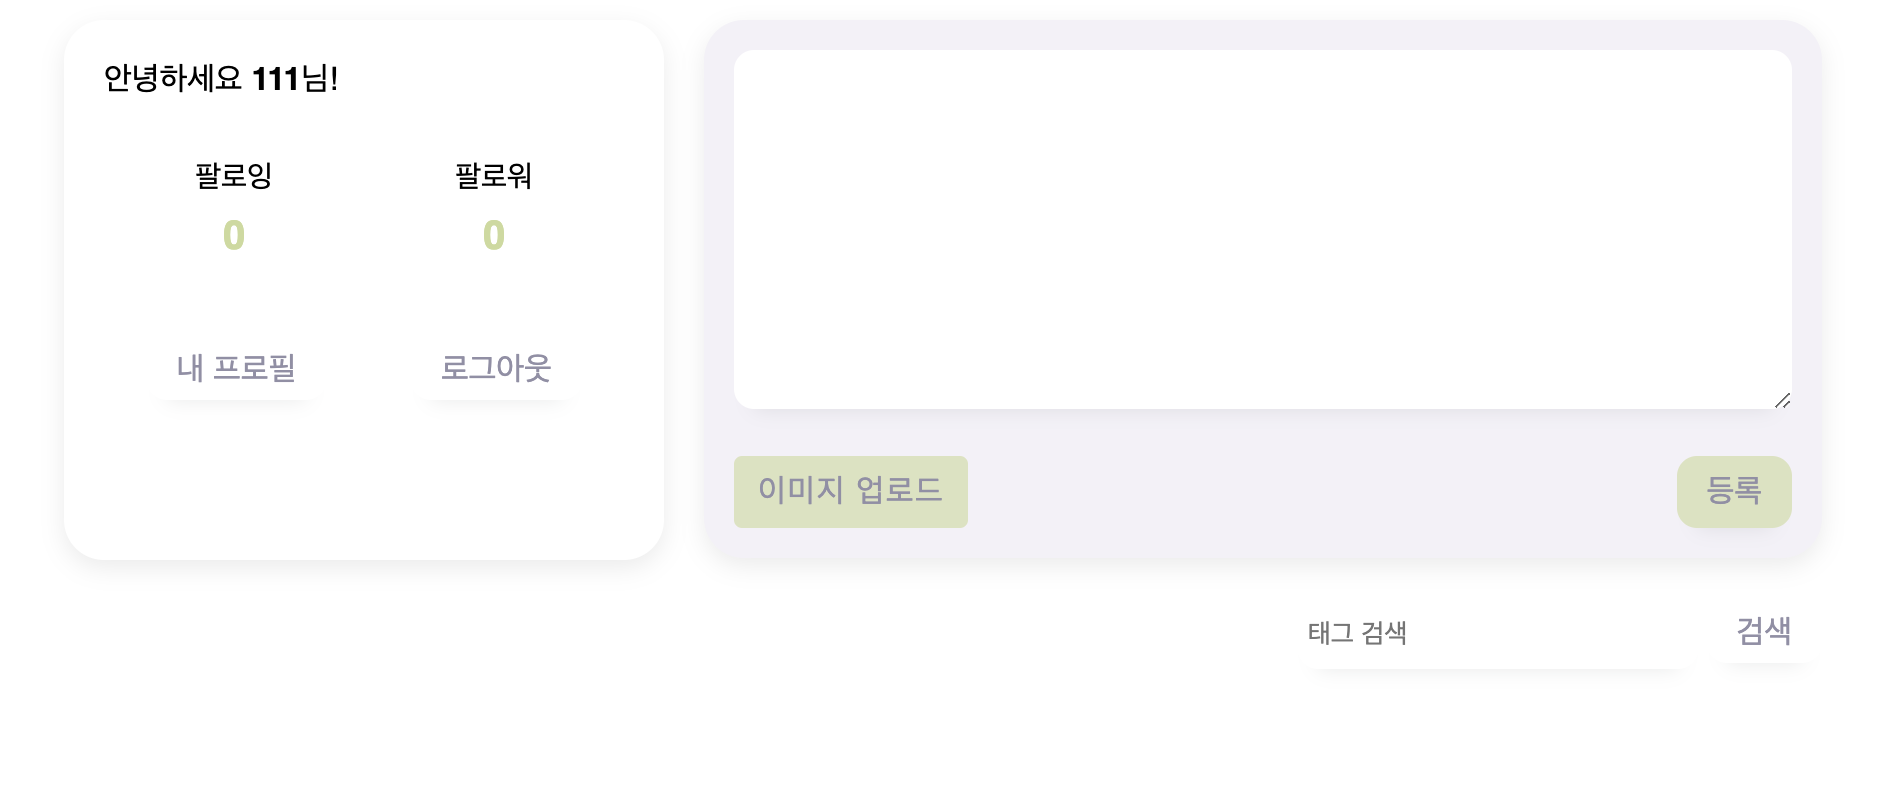 안녕하세요 111님!
팔로잉 팔로워
0 0
내 프로필 로그아웃
이미지 업로드 등록
태그 검색 검색